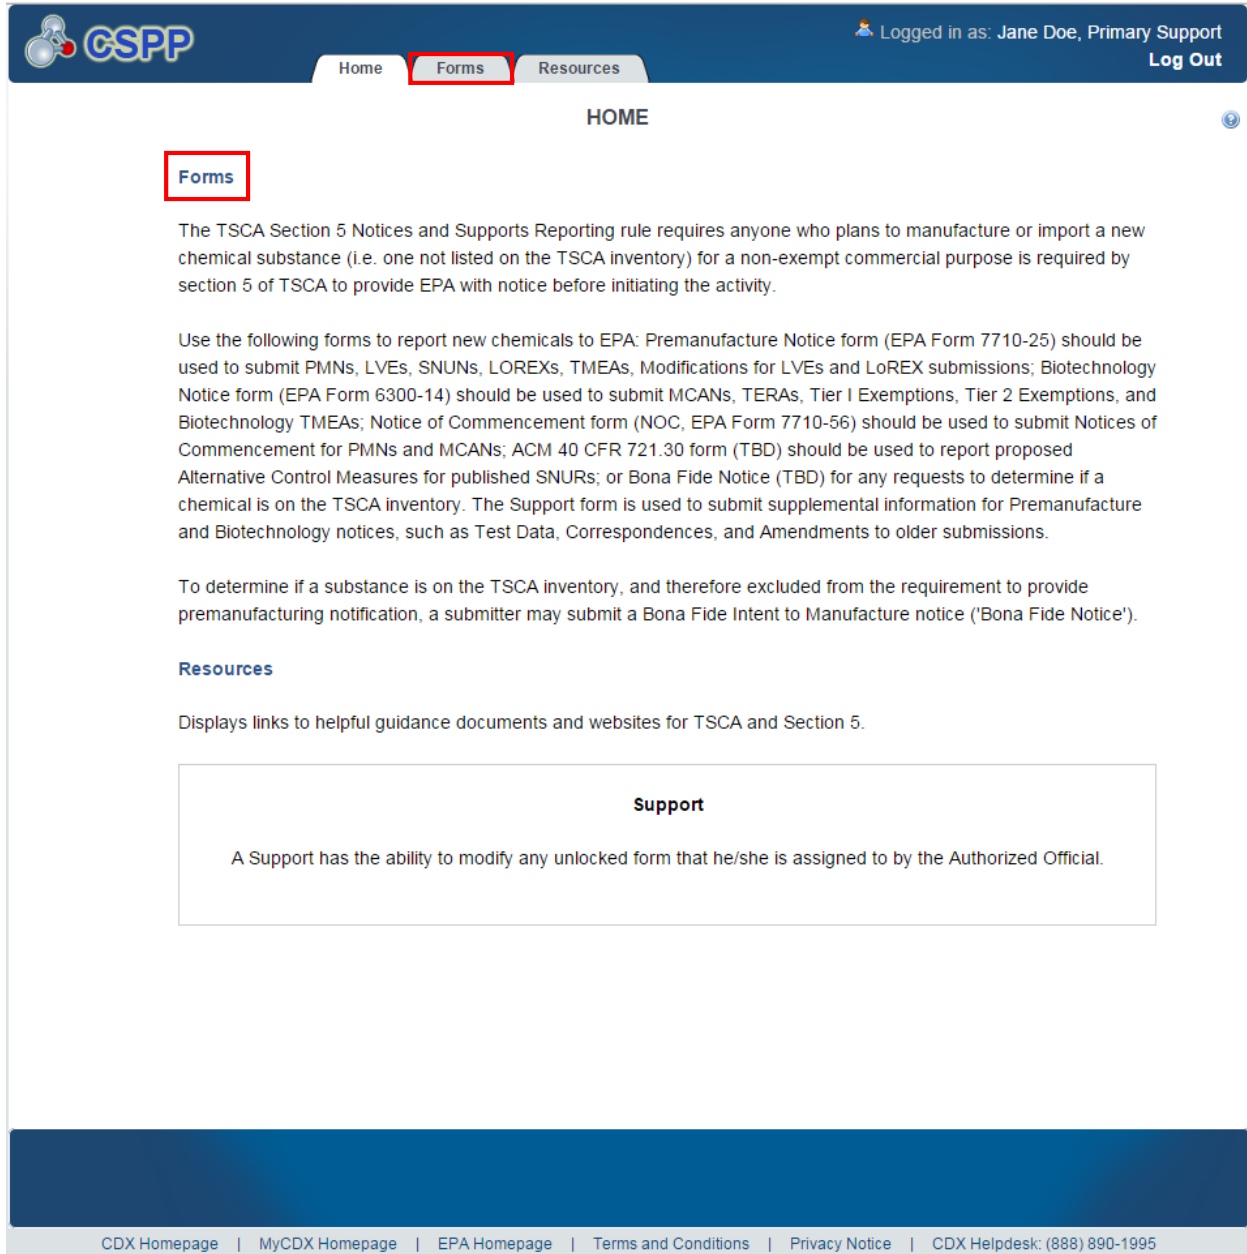 CSPP
Logged in as: Jane Doe, Primary Support
Log Out
Home Forms Resources
HOME
Forms
The TSCA Section 5 Notices and Supports Reporting rule requires anyone who plans to manufacture or import a new
chemical substance (i.e. one not listed on the TSCA inventory) for a non-exempt commercial purpose is required by
section 5 of TSCA to provide EPA with notice before initiating the activity.
Use the following forms to report new chemicals to EPA: Premanufacture Notice form (EPA Form 7710-25) should be
used to submit PMNs, LVEs, SNUNs, LOREXs, TMEAs, Modifications for LVEs and LoREX submissions; Biotechnology
Notice form (EPA Form 6300-14) should be used to submit MCANs, TERAs, Tier I Exemptions, Tier 2 Exemptions, and
Biotechnology TMEAs; Notice of Commencement form (NOC, EPA Form 7710-56) should be used to submit Notices of
Commencement for PMNs and MCANs; ACM 40 CFR 721.30 form (TBD) should be used to report proposed
Alternative Control Measures for published SNURs; or Bona Fide Notice (TBD) for any requests to determine if a
chemical is on the TSCA inventory. The Support form is used to submit supplemental information for Premanufacture
and Biotechnology notices, such as Test Data, Correspondences, and Amendments to older submissions.
To determine if a substance is on the TSCA inventory, and therefore excluded from the requirement to provide
premanufacturing notification, a submitter may submit a Bona Fide Intent to Manufacture notice ('Bona Fide Notice').
Resources
Displays links to helpful guidance documents and websites for TSCA and Section 5.
Support
A Support has the ability to modify any unlocked form that he/she is assigned to by the Authorized Official.
CDX Homepage | MyCDX Homepage | EPA Homepage | Terms and Conditions | Privacy Notice | CDX Helpdesk: (888) 890-1995